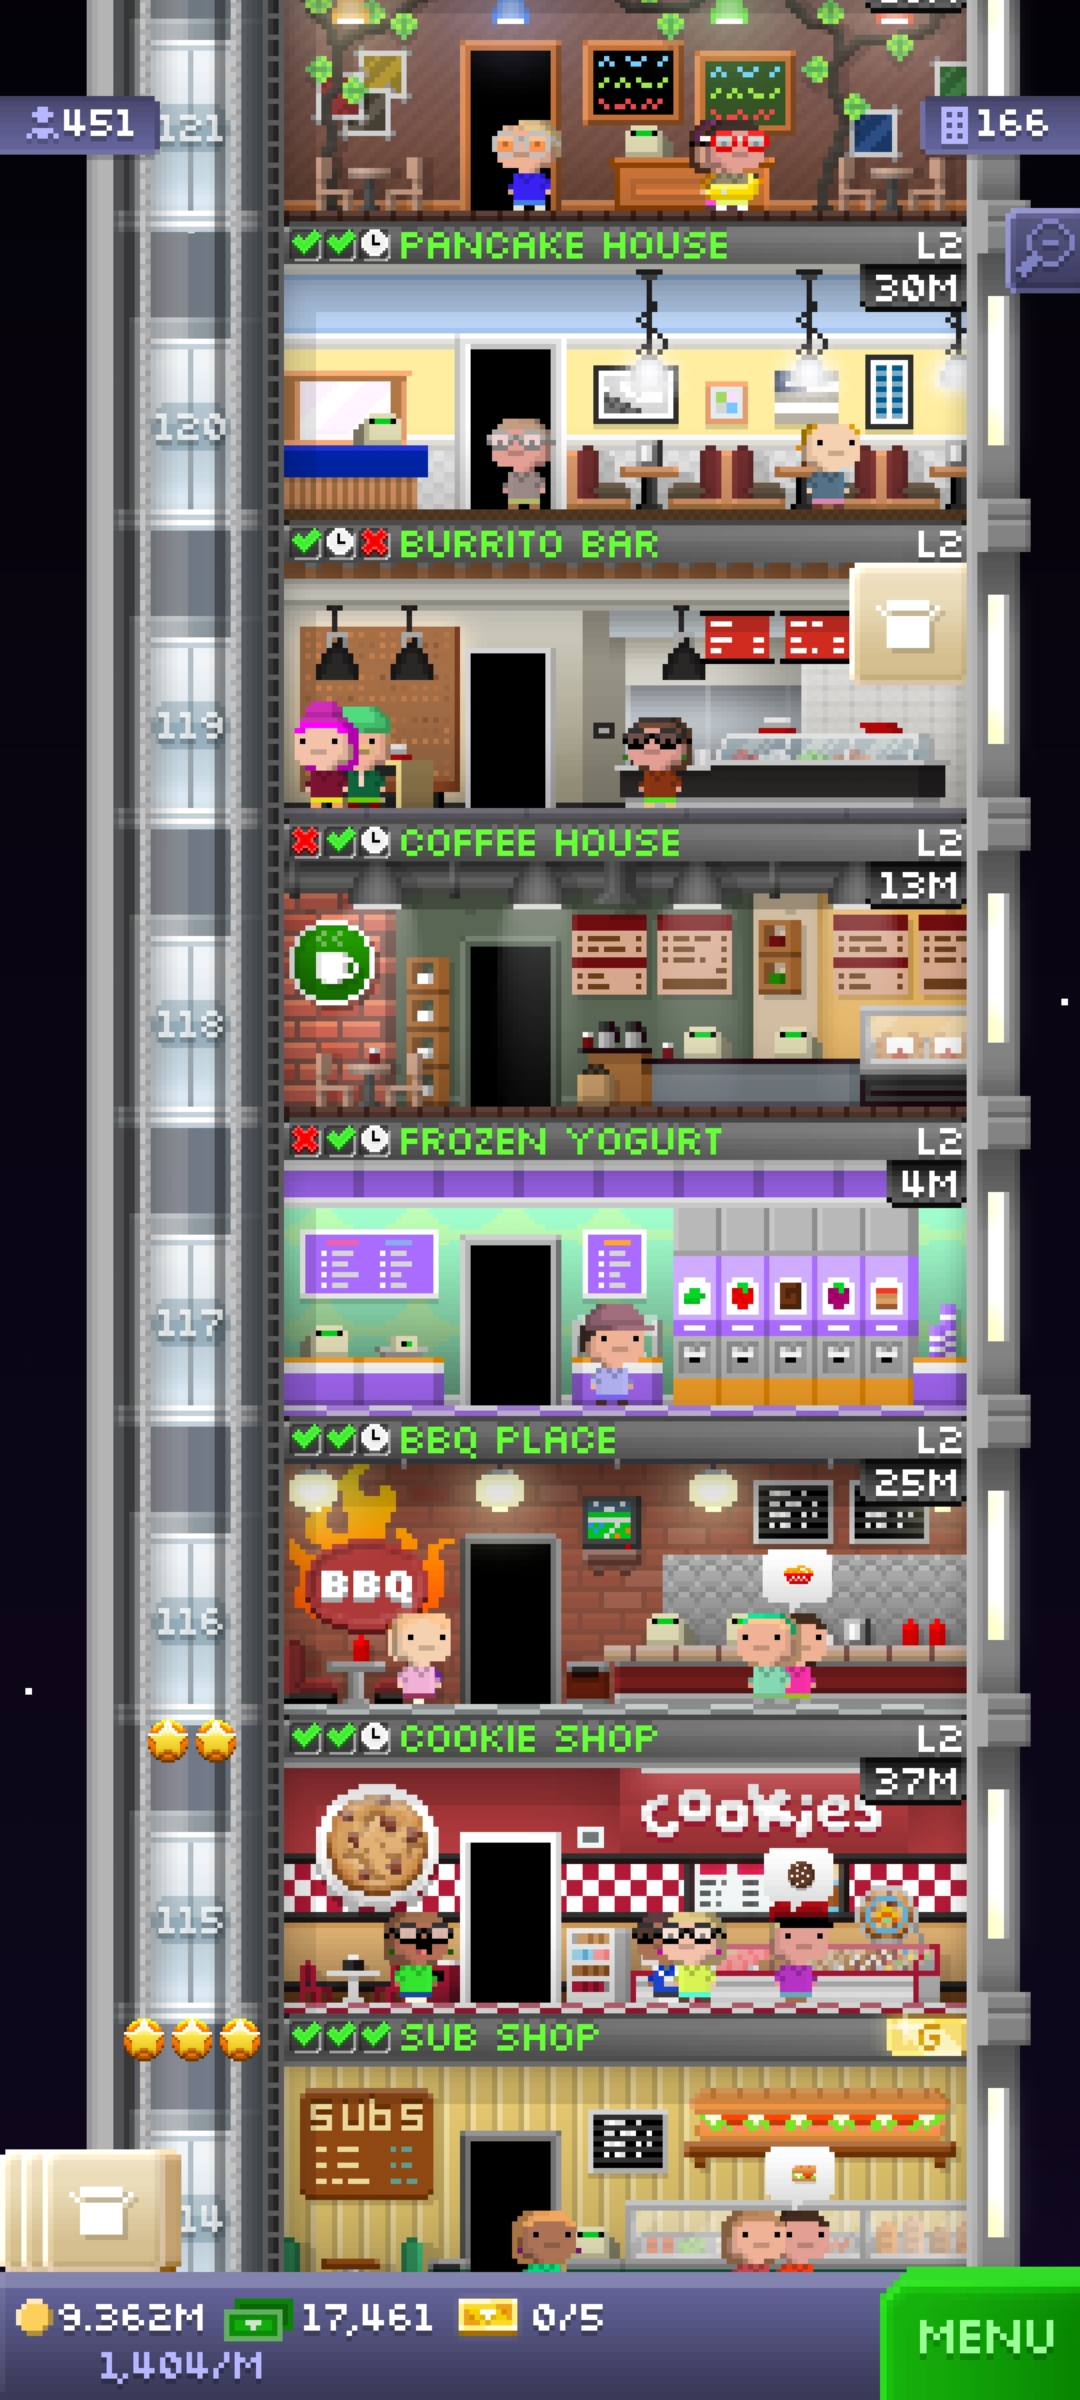 451
121
166
PANCAKE HOUSE L2
30M
120
BURRITO BAR L2
119
COFFEE HOUSE L2
13M
118
FROZEN YOGURT L2
4M
117
BBQ PLACE L2
25M
BBQ
116
COOKIE SHOP L2
37M
cookies
115
SUB SHOP G
SUbS
14
9.362M 17,461 0/5
1,404/M
MENU